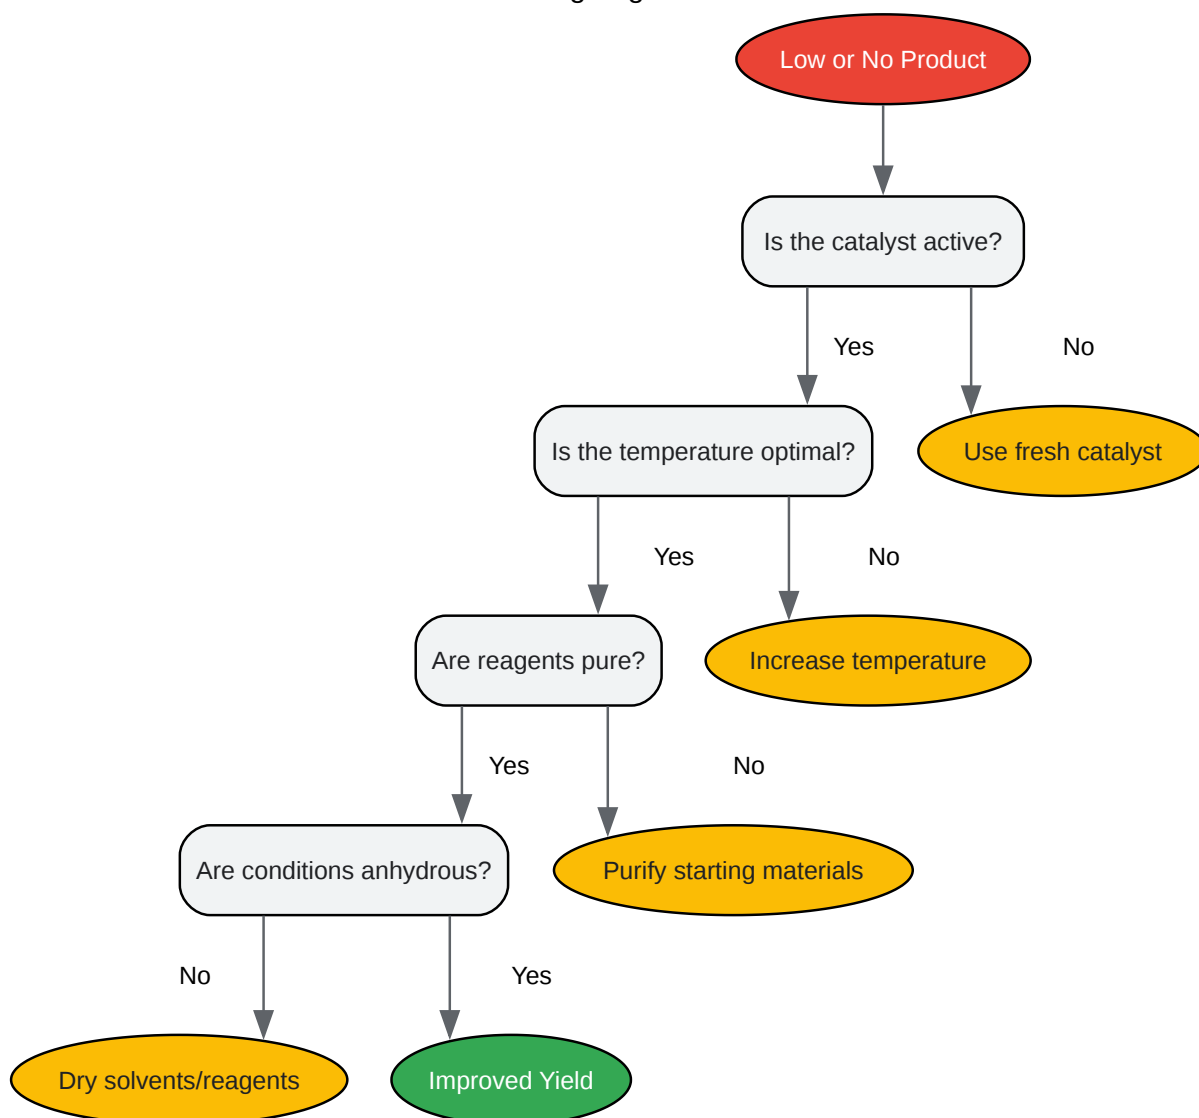 Low or No Product
Is the catalyst active?
Yes
No
Is the temperature optimal?
Use fresh catalyst
Yes
No
Are reagents pure?
Increase temperature
Yes
No
Are conditions anhydrous?
Purify starting materials
No
Yes
Dry solvents/reagents
Improved Yield